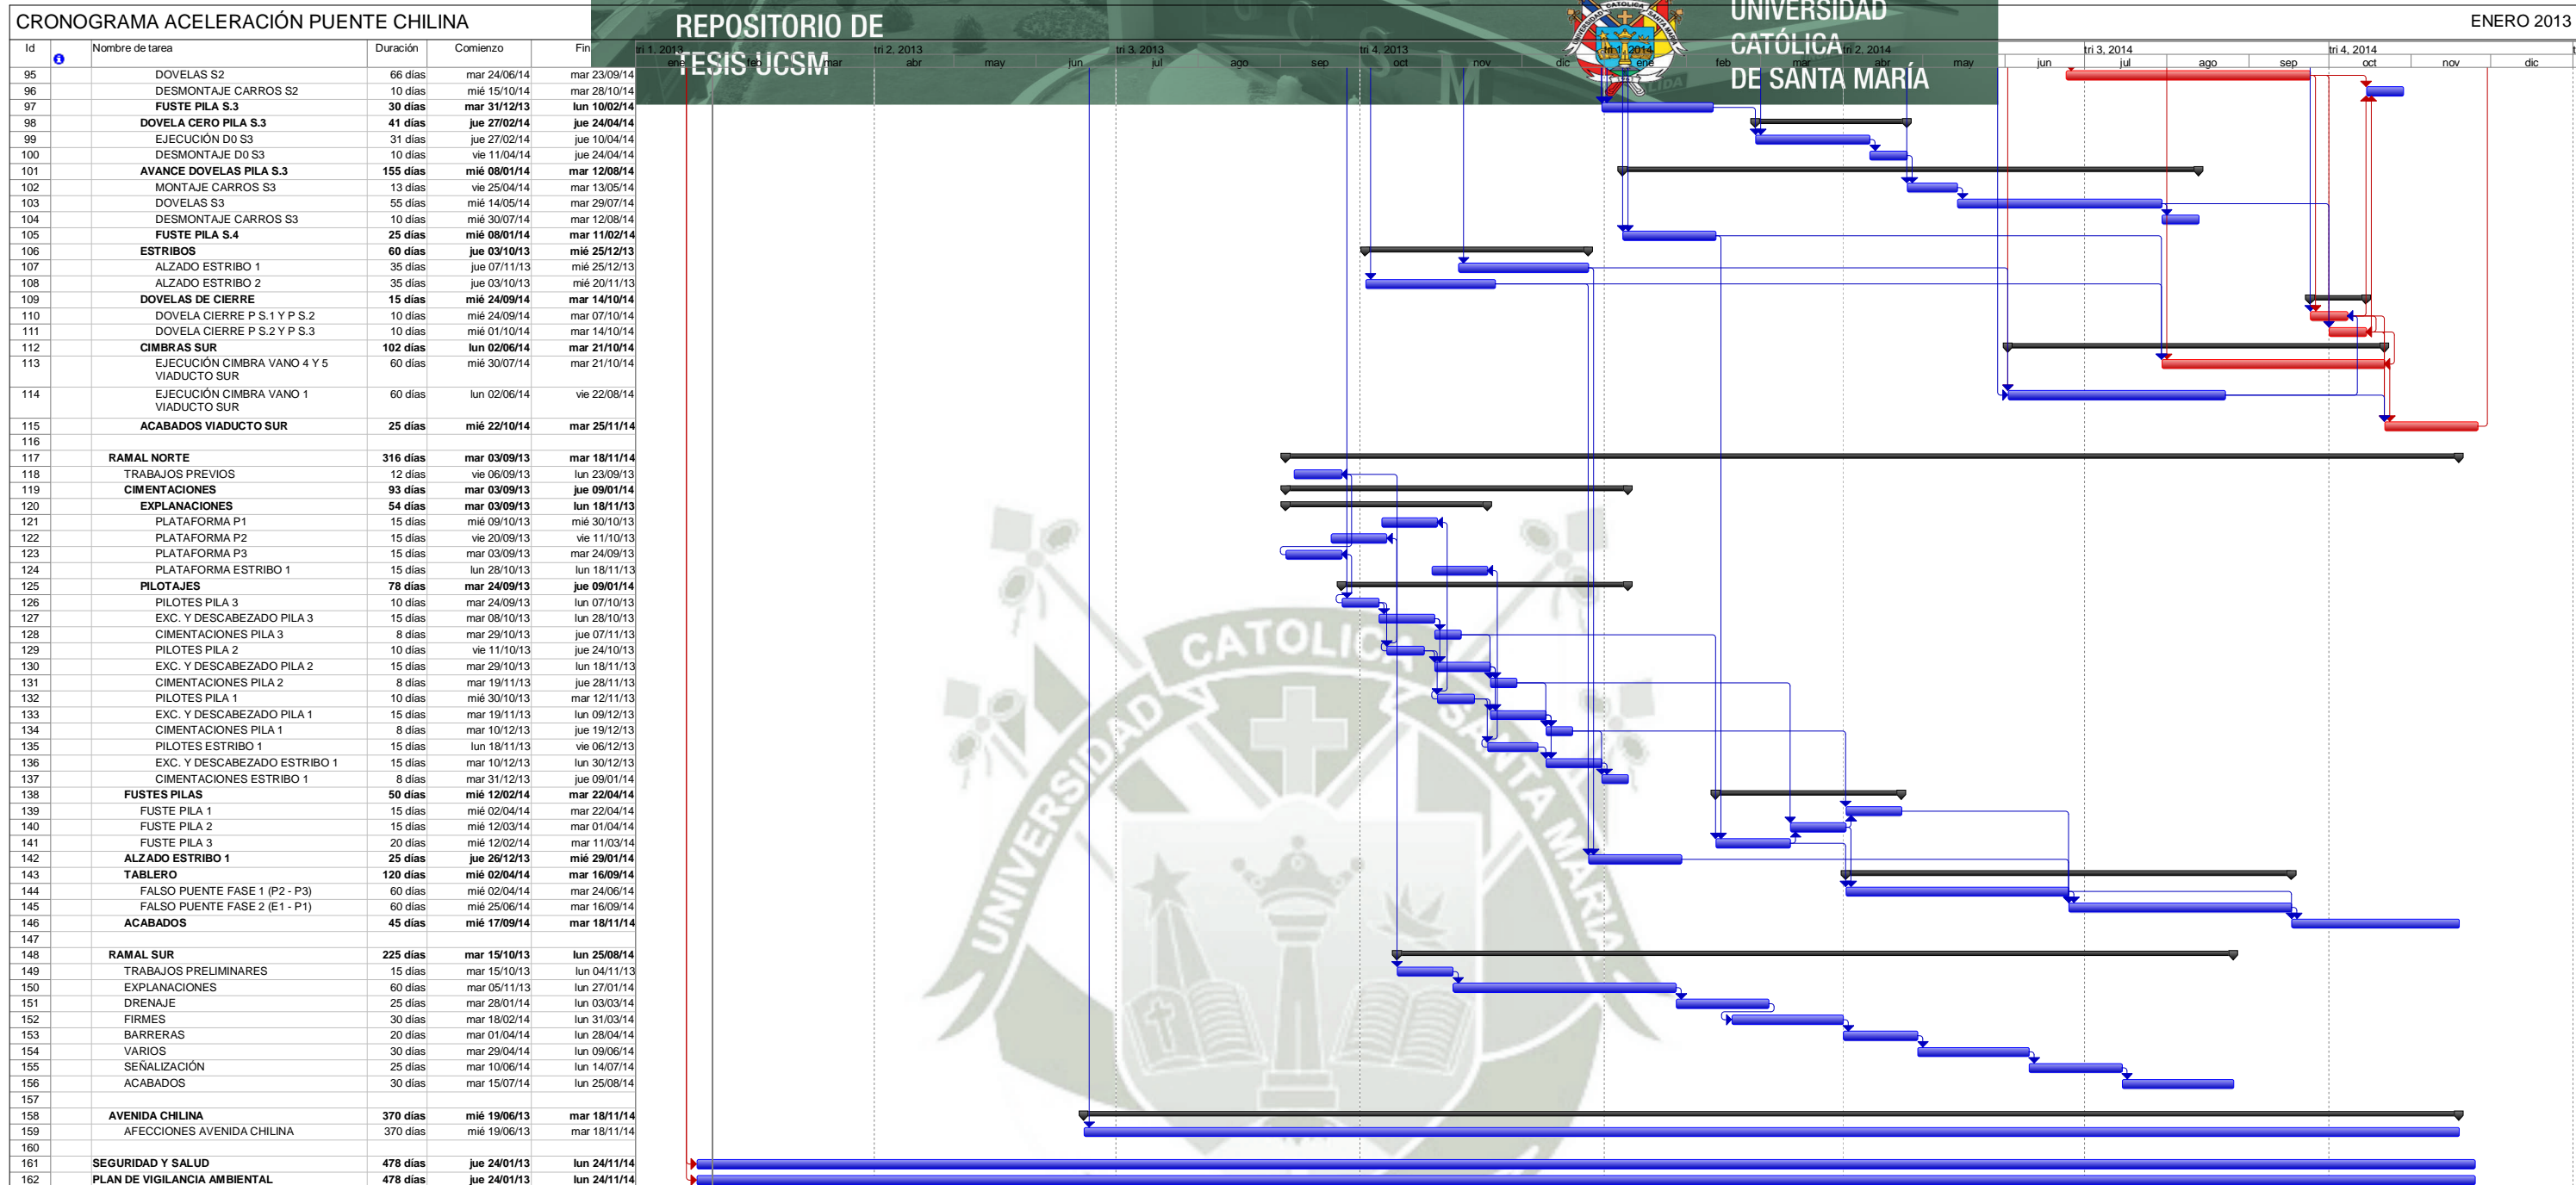 CRONOGRAMA ACELERACIÓN PUENTE CHILINA
REPOSITORIO DE
TESIS UCSM
UNIVERSIDAD
CATÓLICA
DE SANTA MARÍA
ENERO 2013
Id Nombre de tarea Duración Comienzo Fin
tri 1, 2013 tri 2, 2013 tri 3, 2013 tri 4, 2013 tri 1, 2014 tri 2, 2014 tri 3, 2014 tri 4, 2014
ene feb mar abr may jun jul ago sep oct nov dic ene feb mar abr may jun jul ago sep oct nov dic
95 DOVELAS S2 66 días mar 24/06/14 mar 23/09/14
96 DESMONTAJE CARROS S2 10 días mié 15/10/14 mar 28/10/14
97 FUSTE PILA S.3 30 días mar 31/12/13 lun 10/02/14
98 DOVELA CERO PILA S.3 41 días jue 27/02/14 jue 24/04/14
99 EJECUCIÓN D0 S3 31 días jue 27/02/14 jue 10/04/14
100 DESMONTAJE D0 S3 10 días vie 11/04/14 jue 24/04/14
101 AVANCE DOVELAS PILA S.3 155 días mié 08/01/14 mar 12/08/14
102 MONTAJE CARROS S3 13 días vie 25/04/14 mar 13/05/14
103 DOVELAS S3 55 días mié 14/05/14 mar 29/07/14
104 DESMONTAJE CARROS S3 10 días mié 30/07/14 mar 12/08/14
105 FUSTE PILA S.4 25 días mié 08/01/14 mar 11/02/14
106 ESTRIBOS 60 días jue 03/10/13 mié 25/12/13
107 ALZADO ESTRIBO 1 35 días jue 07/11/13 mié 25/12/13
108 ALZADO ESTRIBO 2 35 días jue 03/10/13 mié 20/11/13
109 DOVELAS DE CIERRE 15 días mié 24/09/14 mar 14/10/14
110 DOVELA CIERRE P S.1 Y P S.2 10 días mié 24/09/14 mar 07/10/14
111 DOVELA CIERRE P S.2 Y P S.3 10 días mié 01/10/14 mar 14/10/14
112 CIMBRAS SUR 102 días lun 02/06/14 mar 21/10/14
113 EJECUCIÓN CIMBRA VANO 4 Y 5 60 días mié 30/07/14 mar 21/10/14
VIADUCTO SUR
114 EJECUCIÓN CIMBRA VANO 1 60 días lun 02/06/14 vie 22/08/14
VIADUCTO SUR
115 ACABADOS VIADUCTO SUR 25 días mié 22/10/14 mar 25/11/14
116
117 RAMAL NORTE 316 días mar 03/09/13 mar 18/11/14
118 TRABAJOS PREVIOS 12 días vie 06/09/13 lun 23/09/13
119 CIMENTACIONES 93 días mar 03/09/13 jue 09/01/14
120 EXPLANACIONES 54 días mar 03/09/13 lun 18/11/13
121 PLATAFORMA P1 15 días mié 09/10/13 mié 30/10/13
122 PLATAFORMA P2 15 días vie 20/09/13 vie 11/10/13
123 PLATAFORMA P3 15 días mar 03/09/13 mar 24/09/13
124 PLATAFORMA ESTRIBO 1 15 días lun 28/10/13 lun 18/11/13
125 PILOTAJES 78 días mar 24/09/13 jue 09/01/14
126 PILOTES PILA 3 10 días mar 24/09/13 lun 07/10/13
127 EXC. Y DESCABEZADO PILA 3 15 días mar 08/10/13 lun 28/10/13
128 CIMENTACIONES PILA 3 8 días mar 29/10/13 jue 07/11/13
129 PILOTES PILA 2 10 días vie 11/10/13 jue 24/10/13
130 EXC. Y DESCABEZADO PILA 2 15 días mar 29/10/13 lun 18/11/13
131 CIMENTACIONES PILA 2 8 días mar 19/11/13 jue 28/11/13
132 PILOTES PILA 1 10 días mié 30/10/13 mar 12/11/13
133 EXC. Y DESCABEZADO PILA 1 15 días mar 19/11/13 lun 09/12/13
134 CIMENTACIONES PILA 1 8 días mar 10/12/13 jue 19/12/13
135 PILOTES ESTRIBO 1 15 días lun 18/11/13 vie 06/12/13
136 EXC. Y DESCABEZADO ESTRIBO 1 15 días mar 10/12/13 lun 30/12/13
137 CIMENTACIONES ESTRIBO 1 8 días mar 31/12/13 jue 09/01/14
138 FUSTES PILAS 50 días mié 12/02/14 mar 22/04/14
139 FUSTE PILA 1 15 días mié 02/04/14 mar 22/04/14
140 FUSTE PILA 2 15 días mié 12/03/14 mar 01/04/14
141 FUSTE PILA 3 20 días mié 12/02/14 mar 11/03/14
142 ALZADO ESTRIBO 1 25 días jue 26/12/13 mié 29/01/14
143 TABLERO 120 días mié 02/04/14 mar 16/09/14
144 FALSO PUENTE FASE 1 (P2 - P3) 60 días mié 02/04/14 mar 24/06/14
145 FALSO PUENTE FASE 2 (E1 - P1) 60 días mié 25/06/14 mar 16/09/14
146 ACABADOS 45 días mié 17/09/14 mar 18/11/14
147
148 RAMAL SUR 225 días mar 15/10/13 lun 25/08/14
149 TRABAJOS PRELIMINARES 15 días mar 15/10/13 lun 04/11/13
150 EXPLANACIONES 60 días mar 05/11/13 lun 27/01/14
151 DRENAJE 25 días mar 28/01/14 lun 03/03/14
152 FIRMES 30 días mar 18/02/14 lun 31/03/14
153 BARRERAS 20 días mar 01/04/14 lun 28/04/14
154 VARIOS 30 días mar 29/04/14 lun 09/06/14
155 SEÑALIZACIÓN 25 días mar 10/06/14 lun 14/07/14
156 ACABADOS 30 días mar 15/07/14 lun 25/08/14
157
158 AVENIDA CHILINA 370 días mié 19/06/13 mar 18/11/14
159 AFECCIONES AVENIDA CHILINA 370 días mié 19/06/13 mar 18/11/14
160
161 SEGURIDAD Y SALUD 478 días jue 24/01/13 lun 24/11/14
162 PLAN DE VIGILANCIA AMBIENTAL 478 días jue 24/01/13 lun 24/11/14
UNIVERSIDAD CATOLICA SANTA MARIA